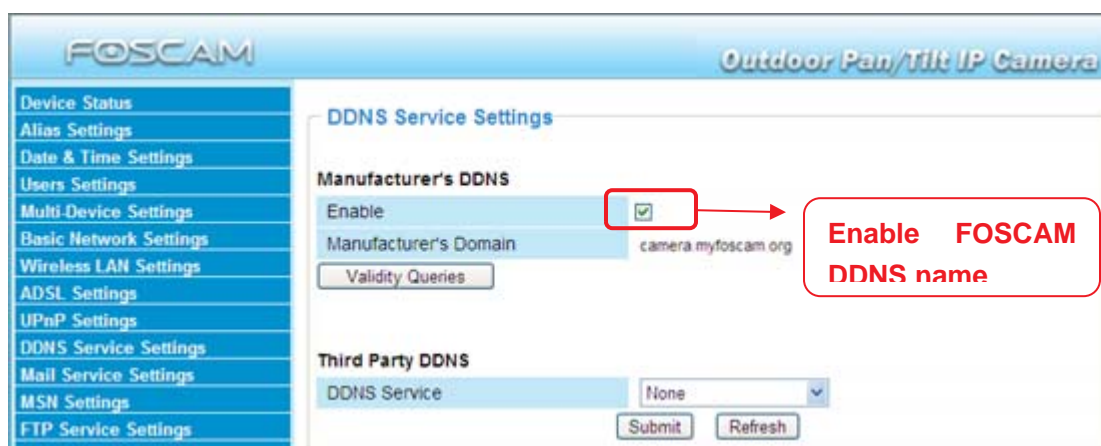 FOSCAM
Outdoor Pan/Tilt IP Camera
Device Status
Alias Settings
Date & Time Settings
Users Settings
Multi-Device Settings
Basic Network Settings
Wireless LAN Settings
ADSL Settings
UPnP Settings
DDNS Service Settings
Mail Service Settings
MSN Settings
FTP Service Settings
DDNS Service Settings
Manufacturer's DDNS
Enable
Manufacturer's Domain camera.myfoscam.org
Validity Queries
Third Party DDNS
DDNS Service None
Submit Refresh
Enable FOSCAM
DDNS name